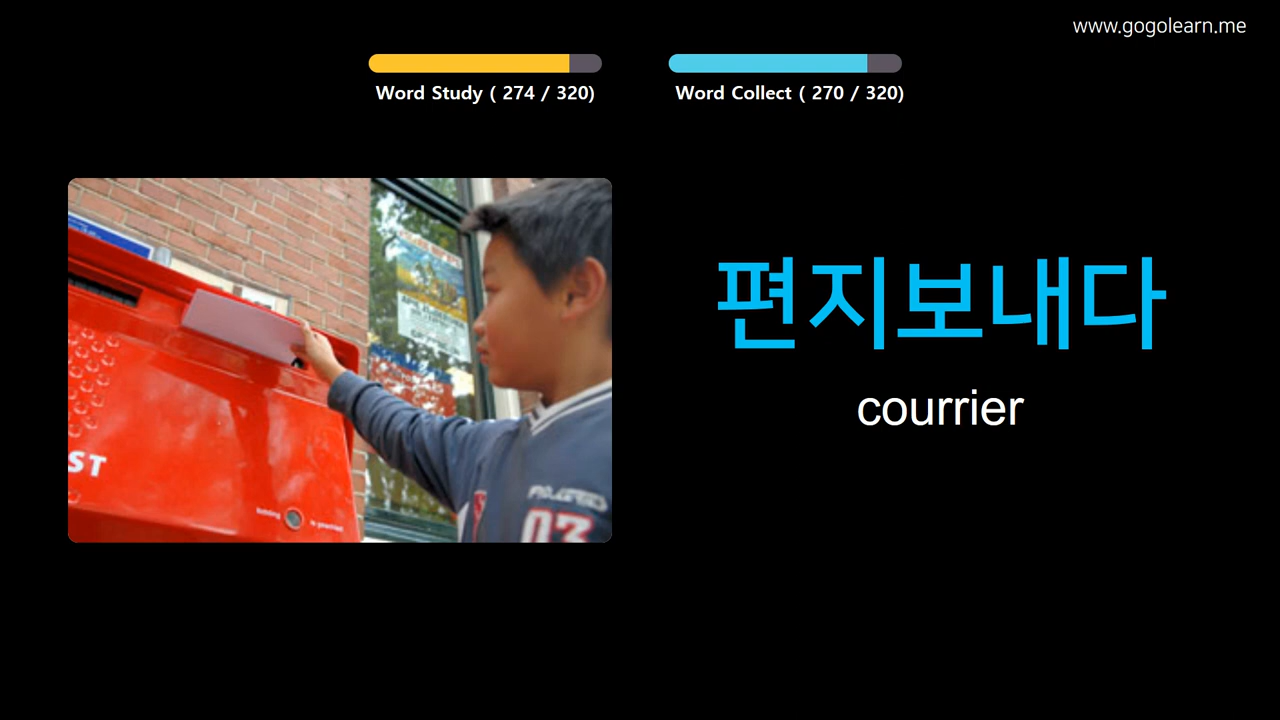 www.gogolearn.me
Word Study ( 274 / 320)
Word Collect ( 270 / 320)
편지보내다
courrier
ST
03